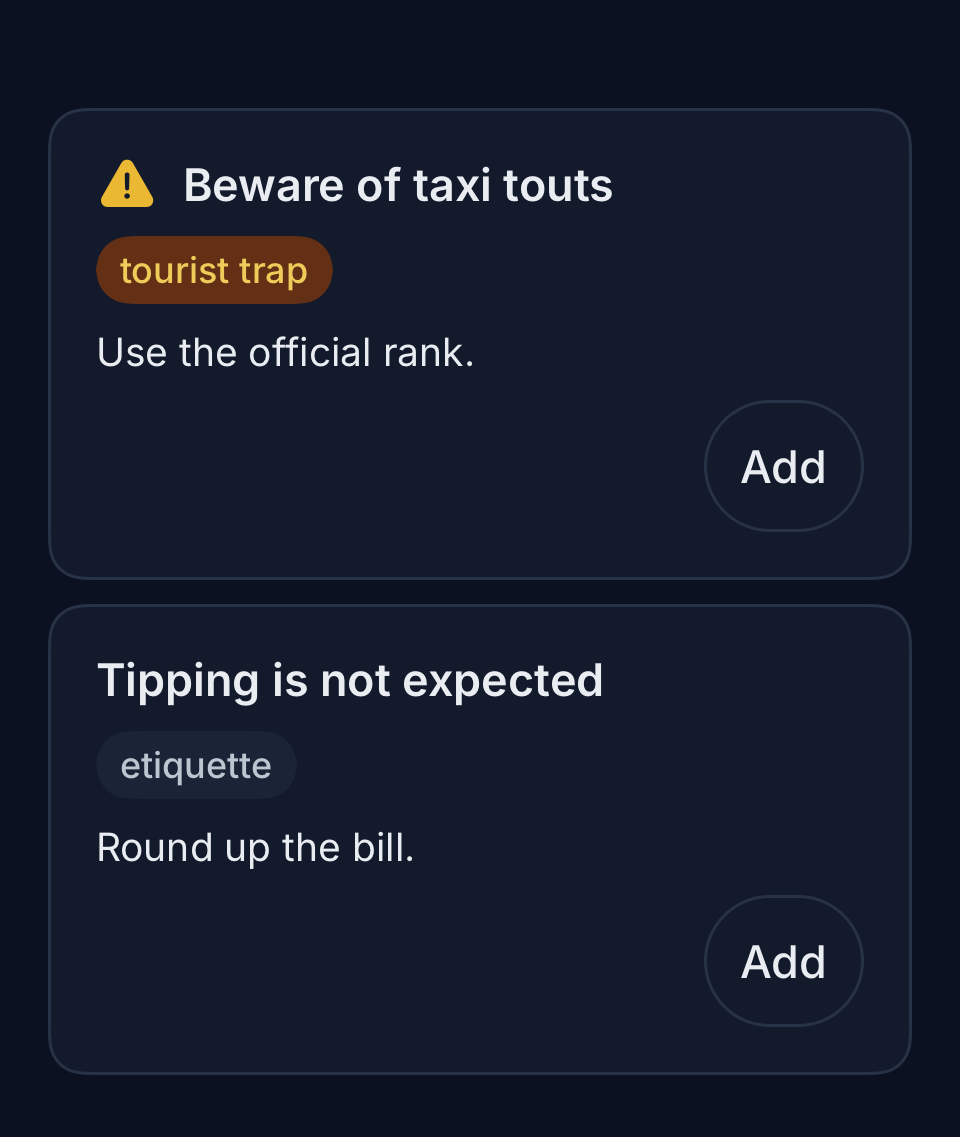 Beware of taxi touts
tourist trap
Use the official rank.
Add
Tipping is not expected
etiquette
Round up the bill.
Add